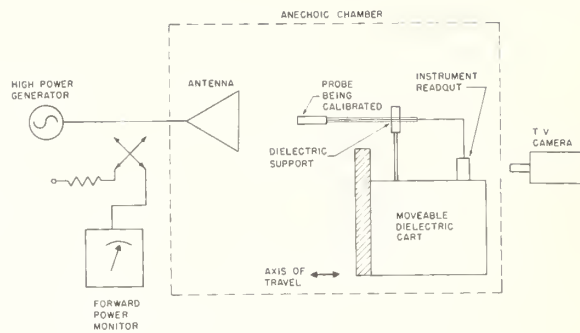 ANECHOIC CHAMBER
HIGH POWER
GENERATOR
ANTENNA
PROBE
BEING
CALIBRATED
INSTRUMENT
READOUT
T V
CAMERA
DIELECTRIC
SUPPORT
MOVEABLE
DIELECTRIC
CART
AXIS OF
TRAVEL
FORWARD
POWER
MONITOR